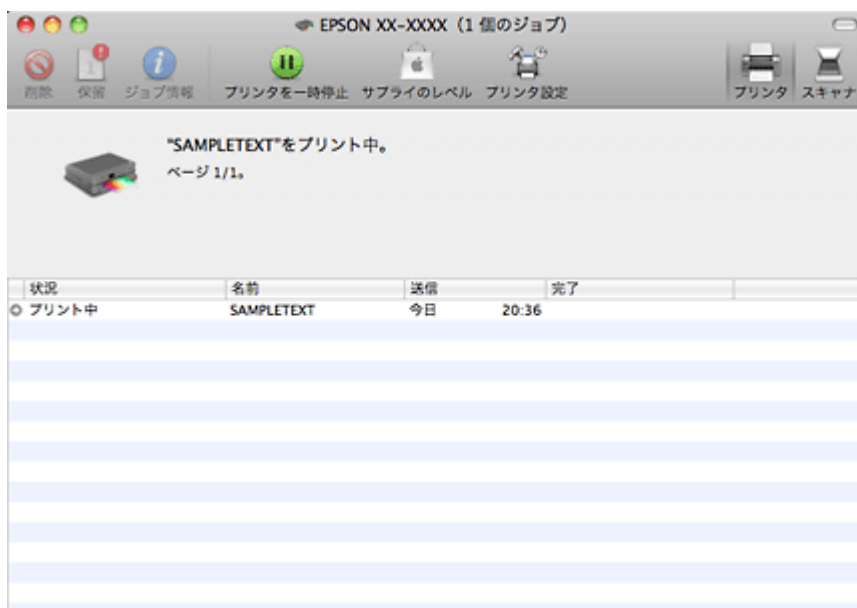 EPSON XX-XXXX（1 個のジョブ）
削除 保留 ジョブ情報 プリンタを一時停止 サプライのレベル プリンタ設定 プリンタ スキャナ
"SAMPLETEXT"をプリント中。
ページ 1/1。
状況 名前 送信 完了
プリント中 SAMPLETEXT 今日 20:36